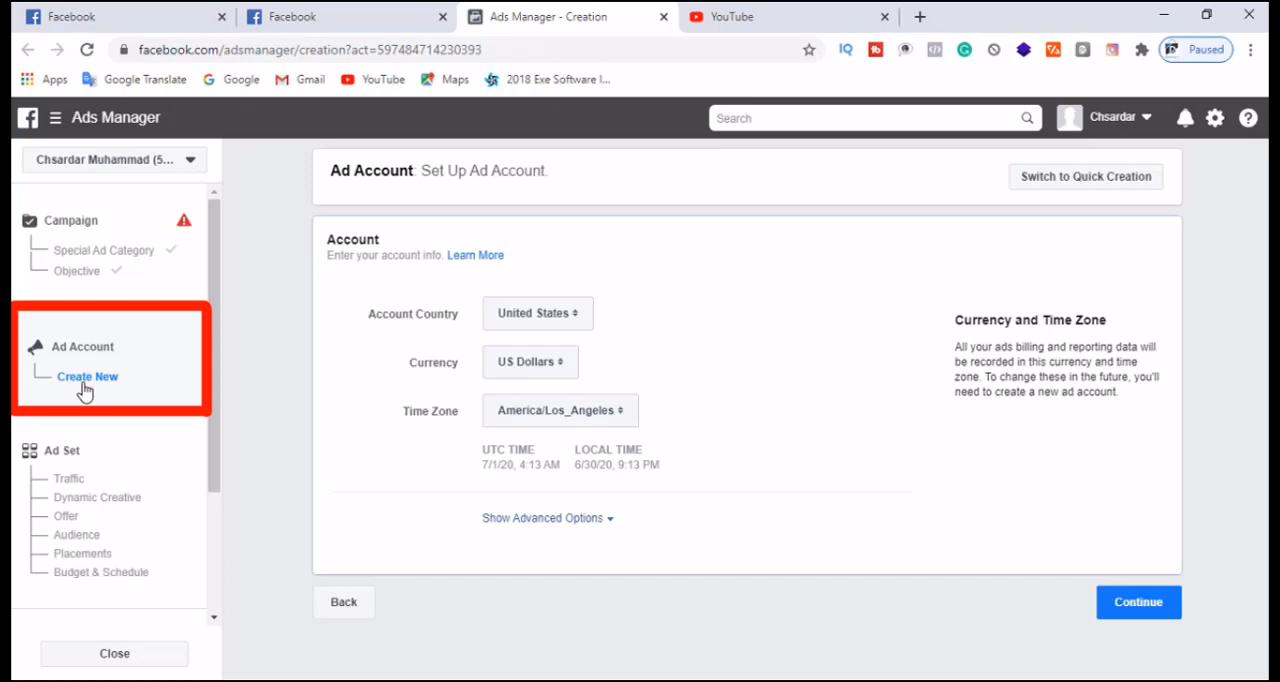 Facebook
Facebook
Ads Manager - Creation
YouTube
facebook.com/adsmanager/creation?act=597484714230393
Paused
Apps
Google Translate
Google
Gmail
YouTube
Maps
2018 Exe Software I...
Ads Manager
Search
Chsardar
Chsardar Muhammad (5...
Campaign
Special Ad Category
Objective
Ad Account
Create New
Ad Set
Traffic
Dynamic Creative
Offer
Audience
Placements
Budget & Schedule
Close
Ad Account: Set Up Ad Account.
Switch to Quick Creation
Account
Enter your account info. Learn More
Account Country
United States
Currency
US Dollars
Time Zone
America/Los_Angeles
UTC TIME LOCAL TIME
7/1/20, 4:13 AM 6/30/20, 9:13 PM
Show Advanced Options
Currency and Time Zone
All your ads billing and reporting data will
be recorded in this currency and time
zone. To change these in the future, you'll
need to create a new ad account.
Back
Continue